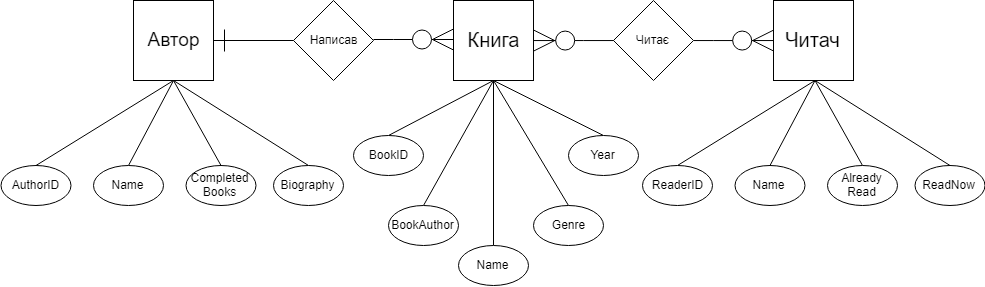 Автор
Написав
Книга
Читає
Читач
AuthorID
Name
Completed
Books
Biography
BookID
BookAuthor
Name
Genre
Year
ReaderID
Name
Already
Read
ReadNow